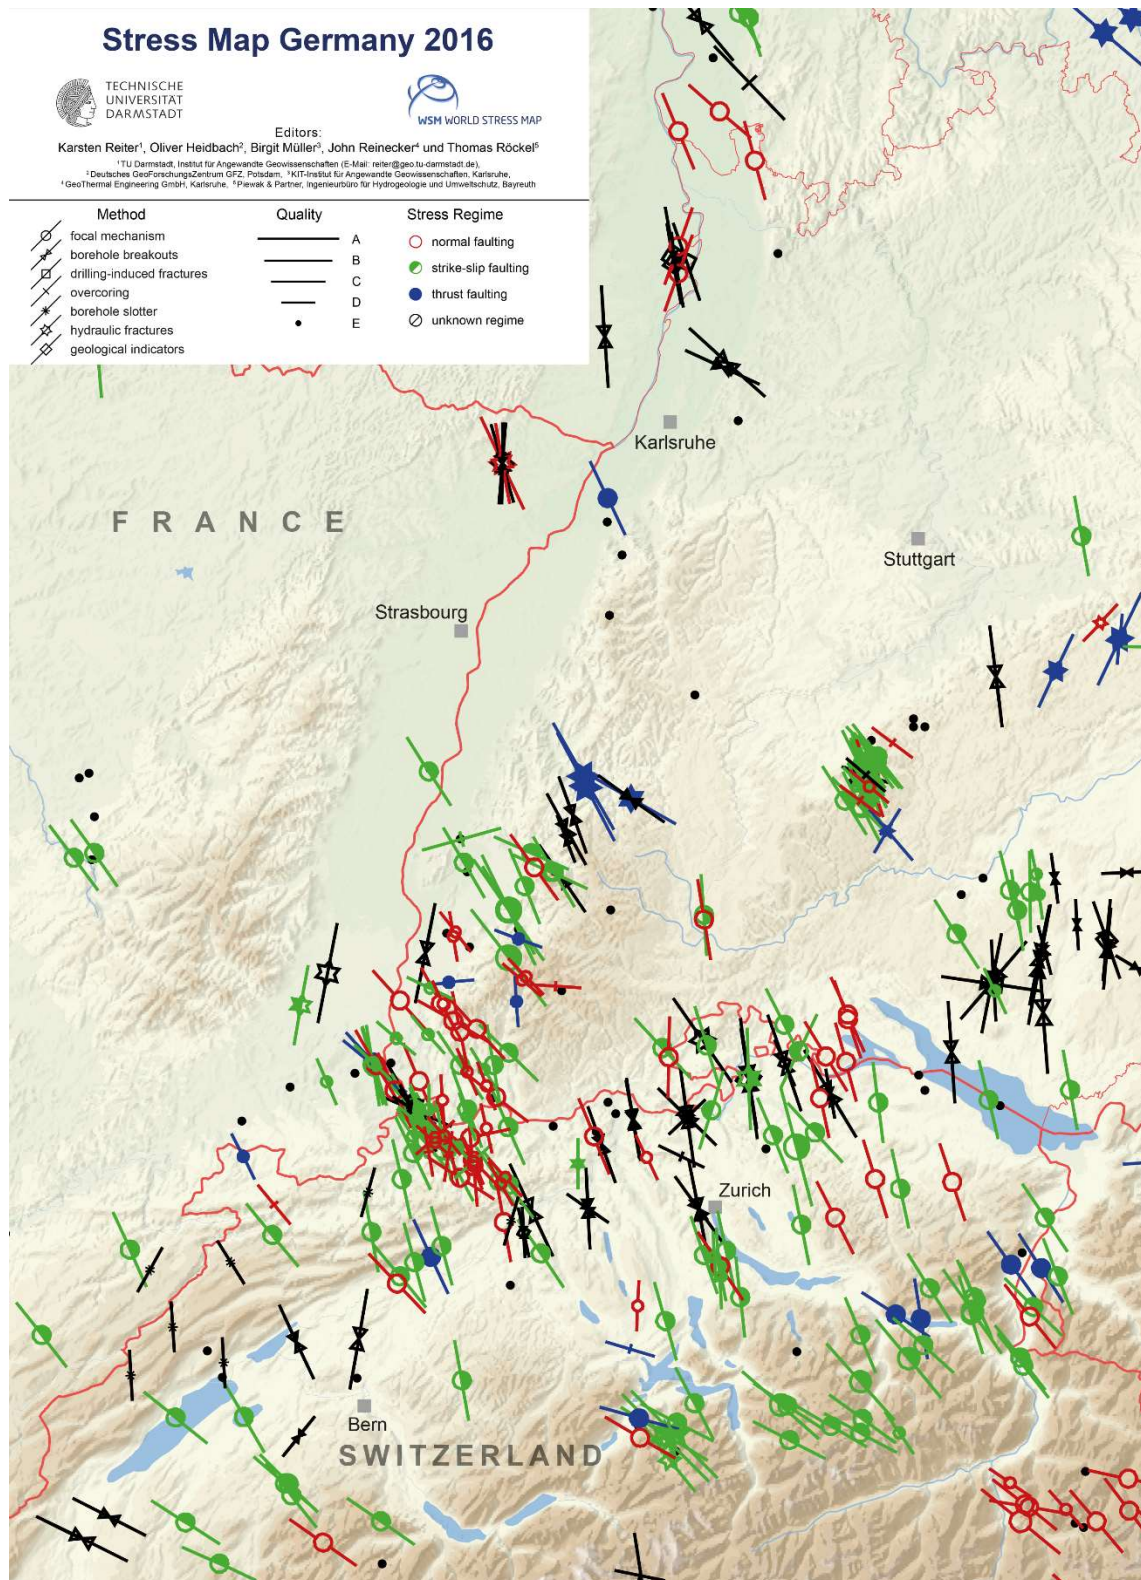 Stress Map Germany 2016
TECHNISCHE
UNIVERSITAT
DARMSTADT
WSM WORLD STRESS MAP
Editors:
Karsten Reiter¹, Oliver Heidbach², Birgit Müller³, John Reinecker⁴ und Thomas Röckel⁵
¹TU Darmstadt, Institut für Angewandte Geowissenschaften (E-Mail: reiter@geo.tu-darmstadt.de),
²Deutsches GeoForschungsZentrum GFZ, Potsdam, ³KIT-Institut für Angewandte Geowissenschaften, Karlsruhe,
⁴GeoThermal Engineering GmbH, Karlsruhe, ⁵Piewak & Partner, Ingenieurbüro für Hydrogeologie und Umweltschutz, Bayreuth
Method
focal mechanism
borehole breakouts
drilling-induced fractures
overcoring
borehole slotter
hydraulic fractures
geological indicators
Quality
A
B
C
D
E
Stress Regime
normal faulting
strike-slip faulting
thrust faulting
unknown regime
Karlsruhe
FRANCE
Stuttgart
Strasbourg
Zurich
Bern
SWITZERLAND